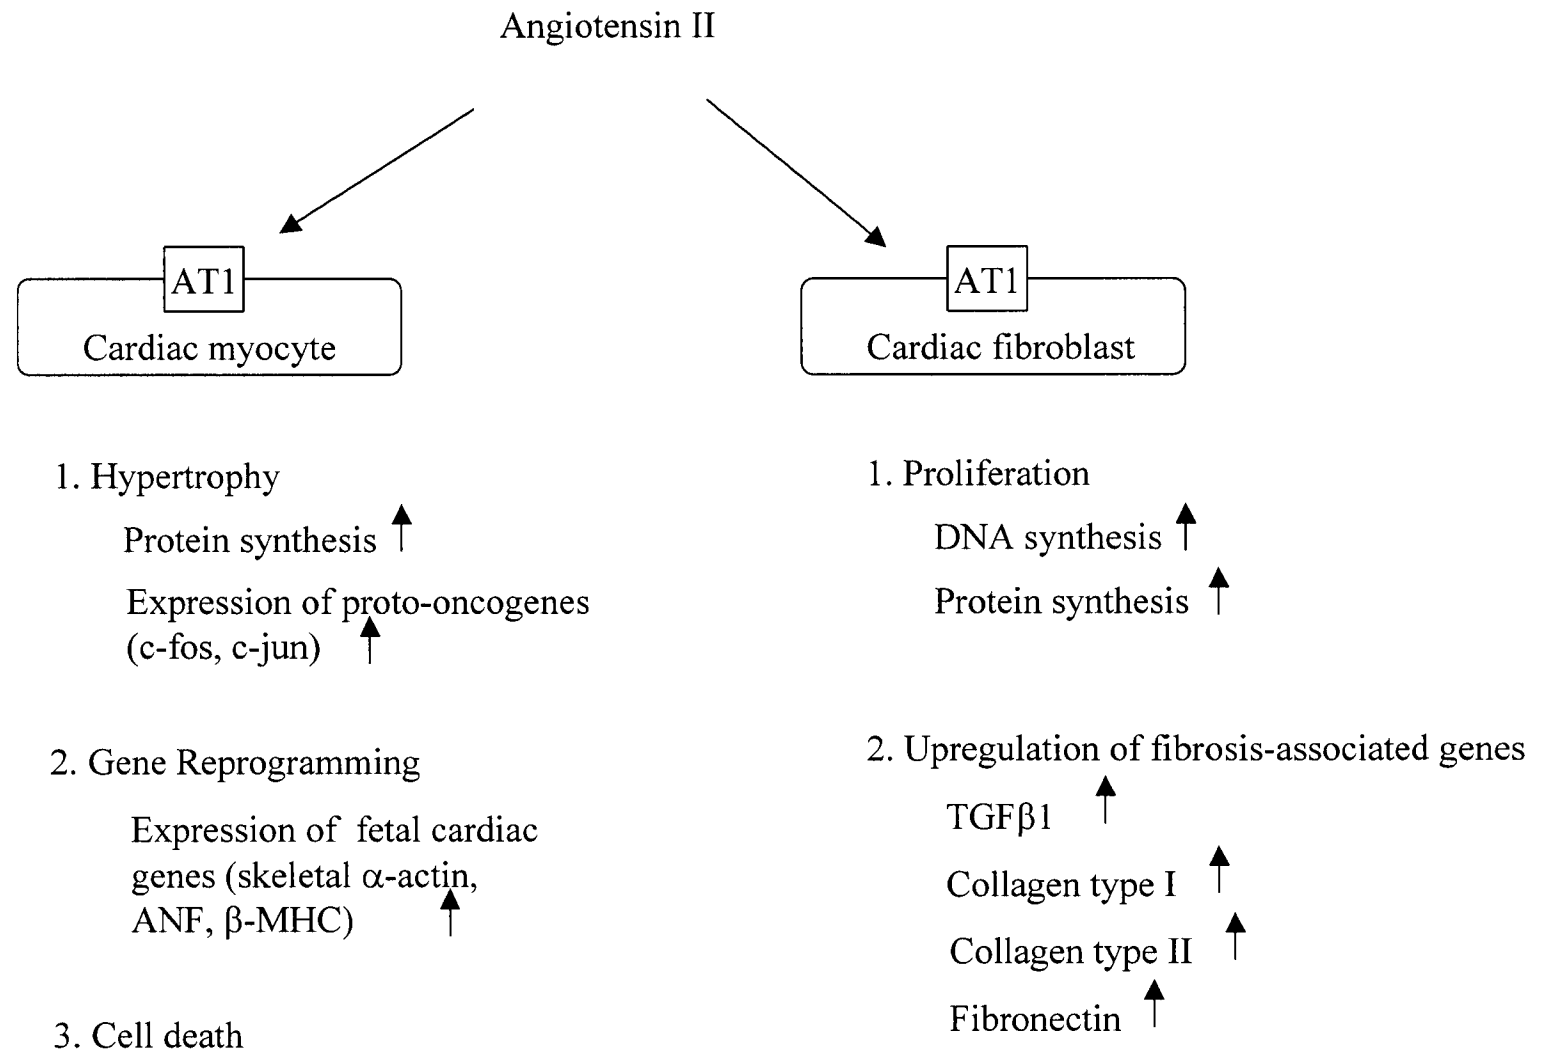 Angiotensin II
AT1
Cardiac myocyte
1. Hypertrophy
Protein synthesis
Expression of proto-oncogenes
(c-fos, c-jun)
2. Gene Reprogramming
Expression of fetal cardiac
genes (skeletal α-actin,
ANF, β-MHC)
3. Cell death
AT1
Cardiac fibroblast
1. Proliferation
DNA synthesis
Protein synthesis
2. Upregulation of fibrosis-associated genes
TGFβ1
Collagen type I
Collagen type II
Fibronectin